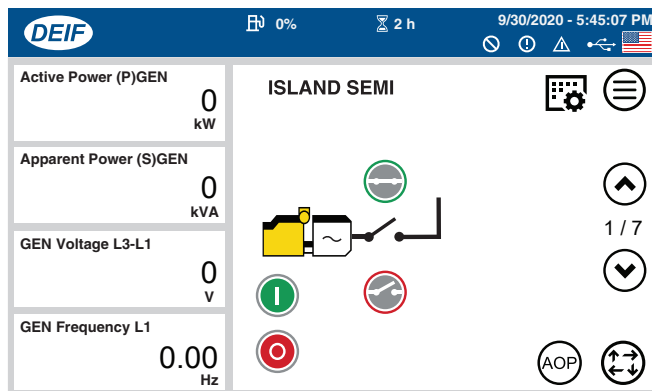 DEIF
0%
2 h
9/30/2020 - 5:45:07 PM
Active Power (P)GEN
0
kW
Apparent Power (S)GEN
0
kVA
GEN Voltage L3-L1
0
V
GEN Frequency L1
0.00
Hz
ISLAND SEMI
1 / 7
AOP